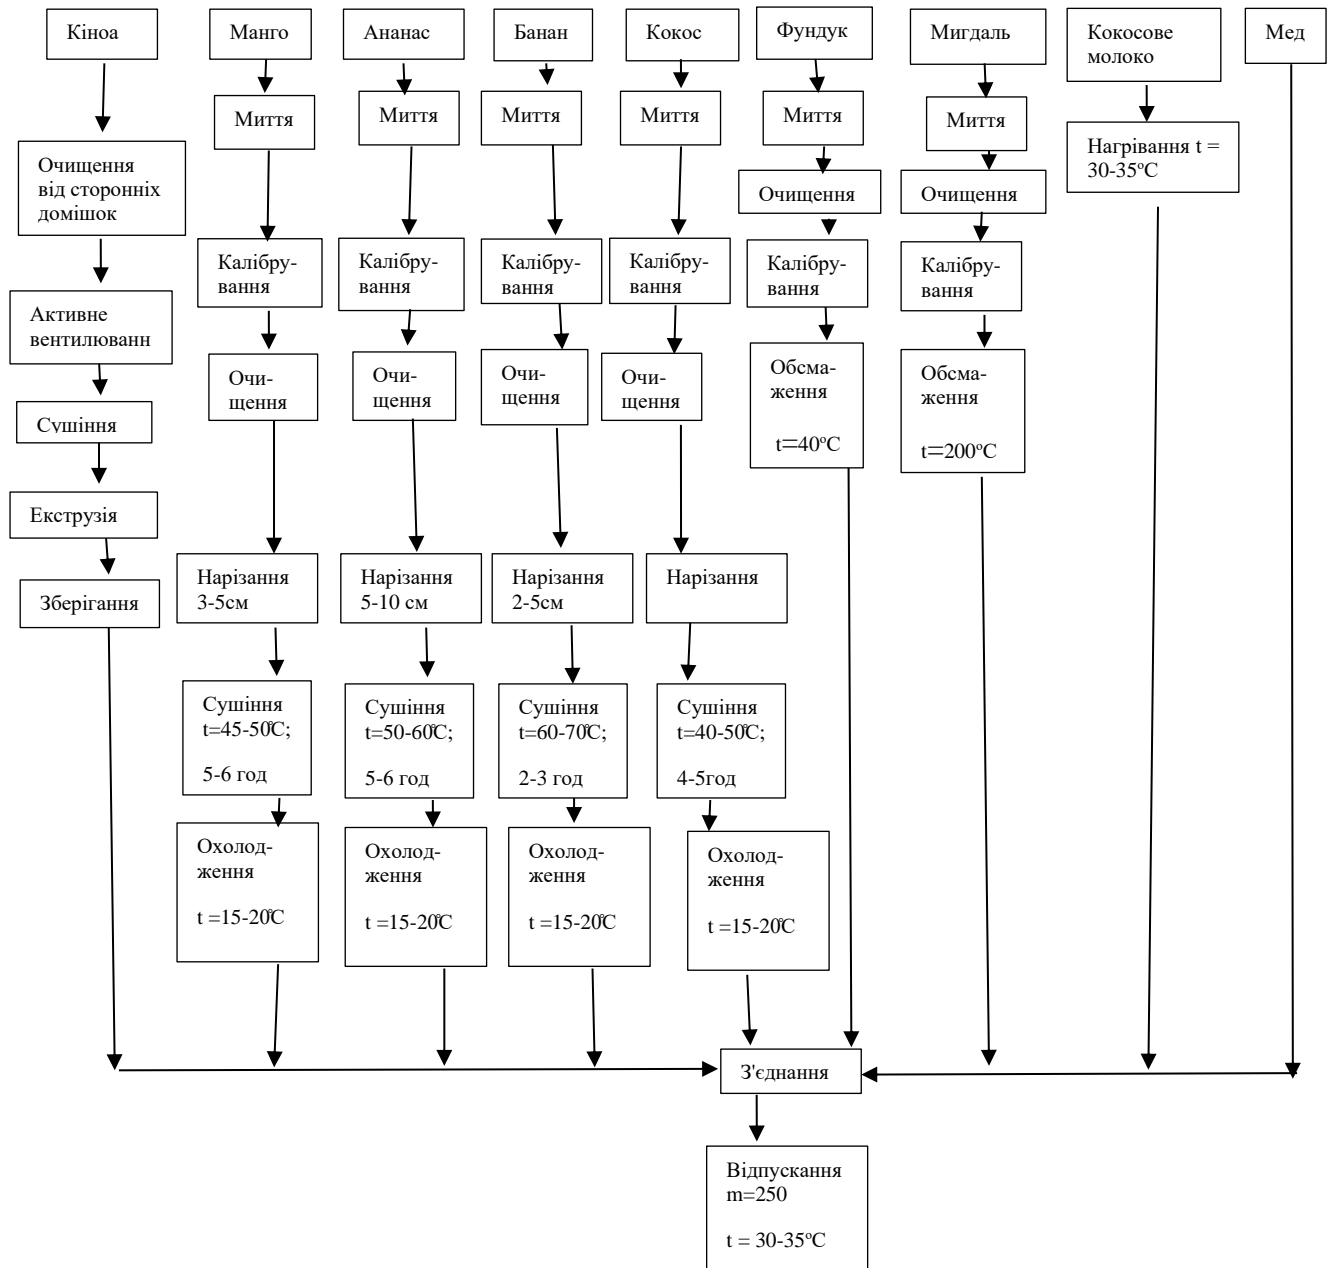 Кіноа
Манго
Ананас
Банан
Кокос
Фундук
Мигдаль
Кокосове
молоко
Мед
Миття
Миття
Миття
Миття
Миття
Миття
Нагрівання t =
30-35ºC
Очищення
від сторонніх
домішок
Очищення
Очищення
Калібру-
вання
Калібру-
вання
Калібру-
вання
Калібру-
вання
Калібру-
вання
Калібру-
вання
Активне
вентилюванн
Очи-
щення
Очи-
щення
Очи-
щення
Очи-
щення
Обсма-
ження
t=40ºC
Обсма-
ження
t=200ºC
Сушіння
Екструзія
Зберігання
Нарізання
3-5см
Нарізання
5-10 см
Нарізання
2-5см
Нарізання
Сушіння
t=45-50ºC;
5-6 год
Сушіння
t=50-60ºC;
5-6 год
Сушіння
t=60-70ºC;
2-3 год
Сушіння
t=40-50ºC;
4-5год
Охолод-
ження
t =15-20ºC
Охолод-
ження
t =15-20ºC
Охолод-
ження
t =15-20ºC
Охолод-
ження
t =15-20ºC
З'єднання
Відпускання
m=250
t = 30-35ºC